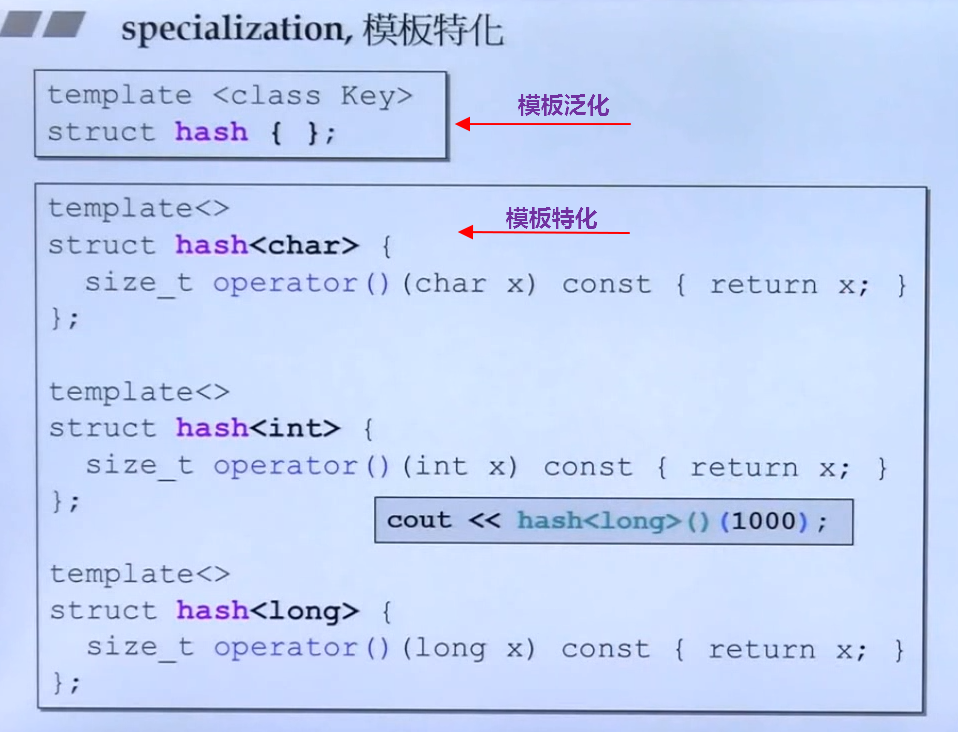 specialization, 模板特化
template <class Key>
struct hash { };
模板泛化
template<>
struct hash<char> {
size_t operator()(char x) const { return x; }
};
模板特化
template<>
struct hash<int> {
size_t operator()(int x) const { return x; }
};
cout << hash<long>()(1000);
template<>
struct hash<long> {
size_t operator()(long x) const { return x; }
};